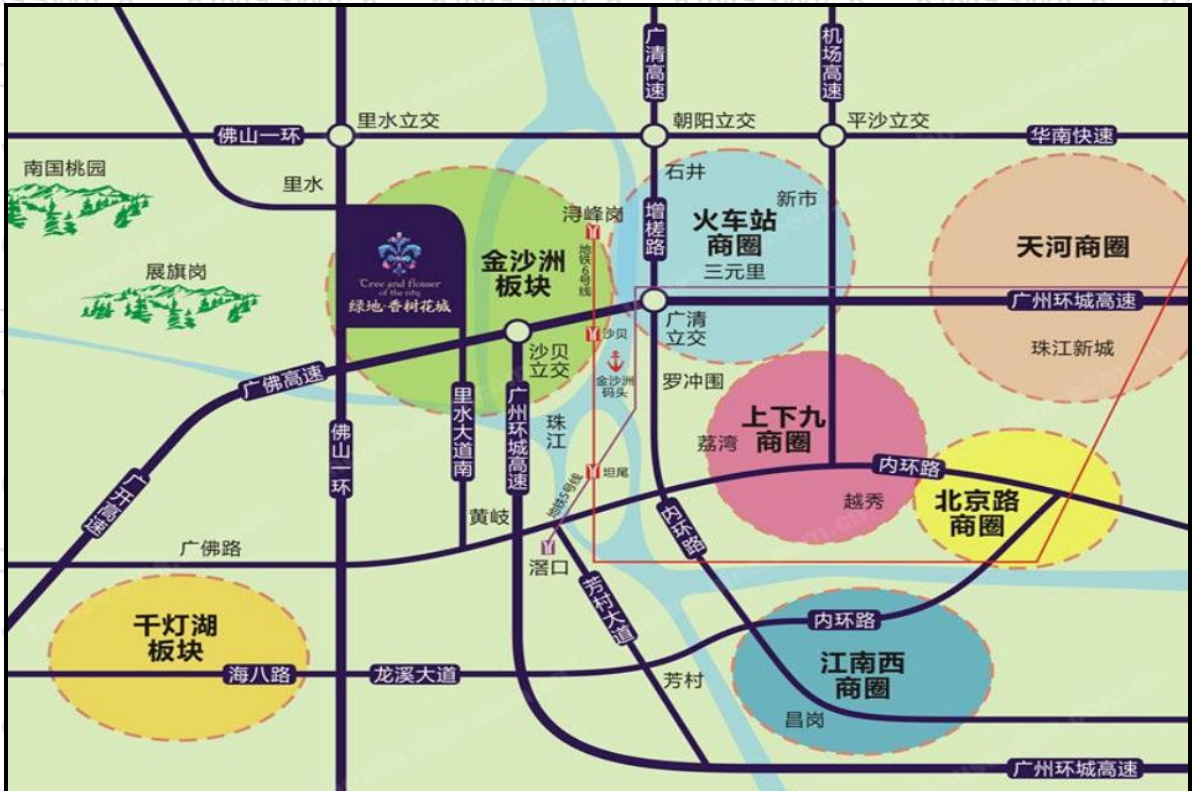 广清高速
机场高速
里水立交
朝阳立交
平沙立交
佛山一环
华南快速
南国桃园
里水
石井
新市
浔峰岗
增槎路
火车站
商圈
三元里
天河商圈
地铁6号线
金沙洲
板块
展旗岗
Tree and flower
of the city
绿地·香树花城
广州环城高速
广清
立交
沙贝
沙贝
立交
珠江新城
金沙洲
码头
罗冲围
广佛高速
里水大道南
广州环城高速
珠江
上下九
商圈
荔湾
佛山一环
坦尾
内环路
地铁5号线
越秀
北京路
商圈
广开高速
黄岐
内环路
广佛路
滘口
芳村大道
千灯湖
板块
内环路
海八路
龙溪大道
芳村
江南西
商圈
昌岗
广州环城高速